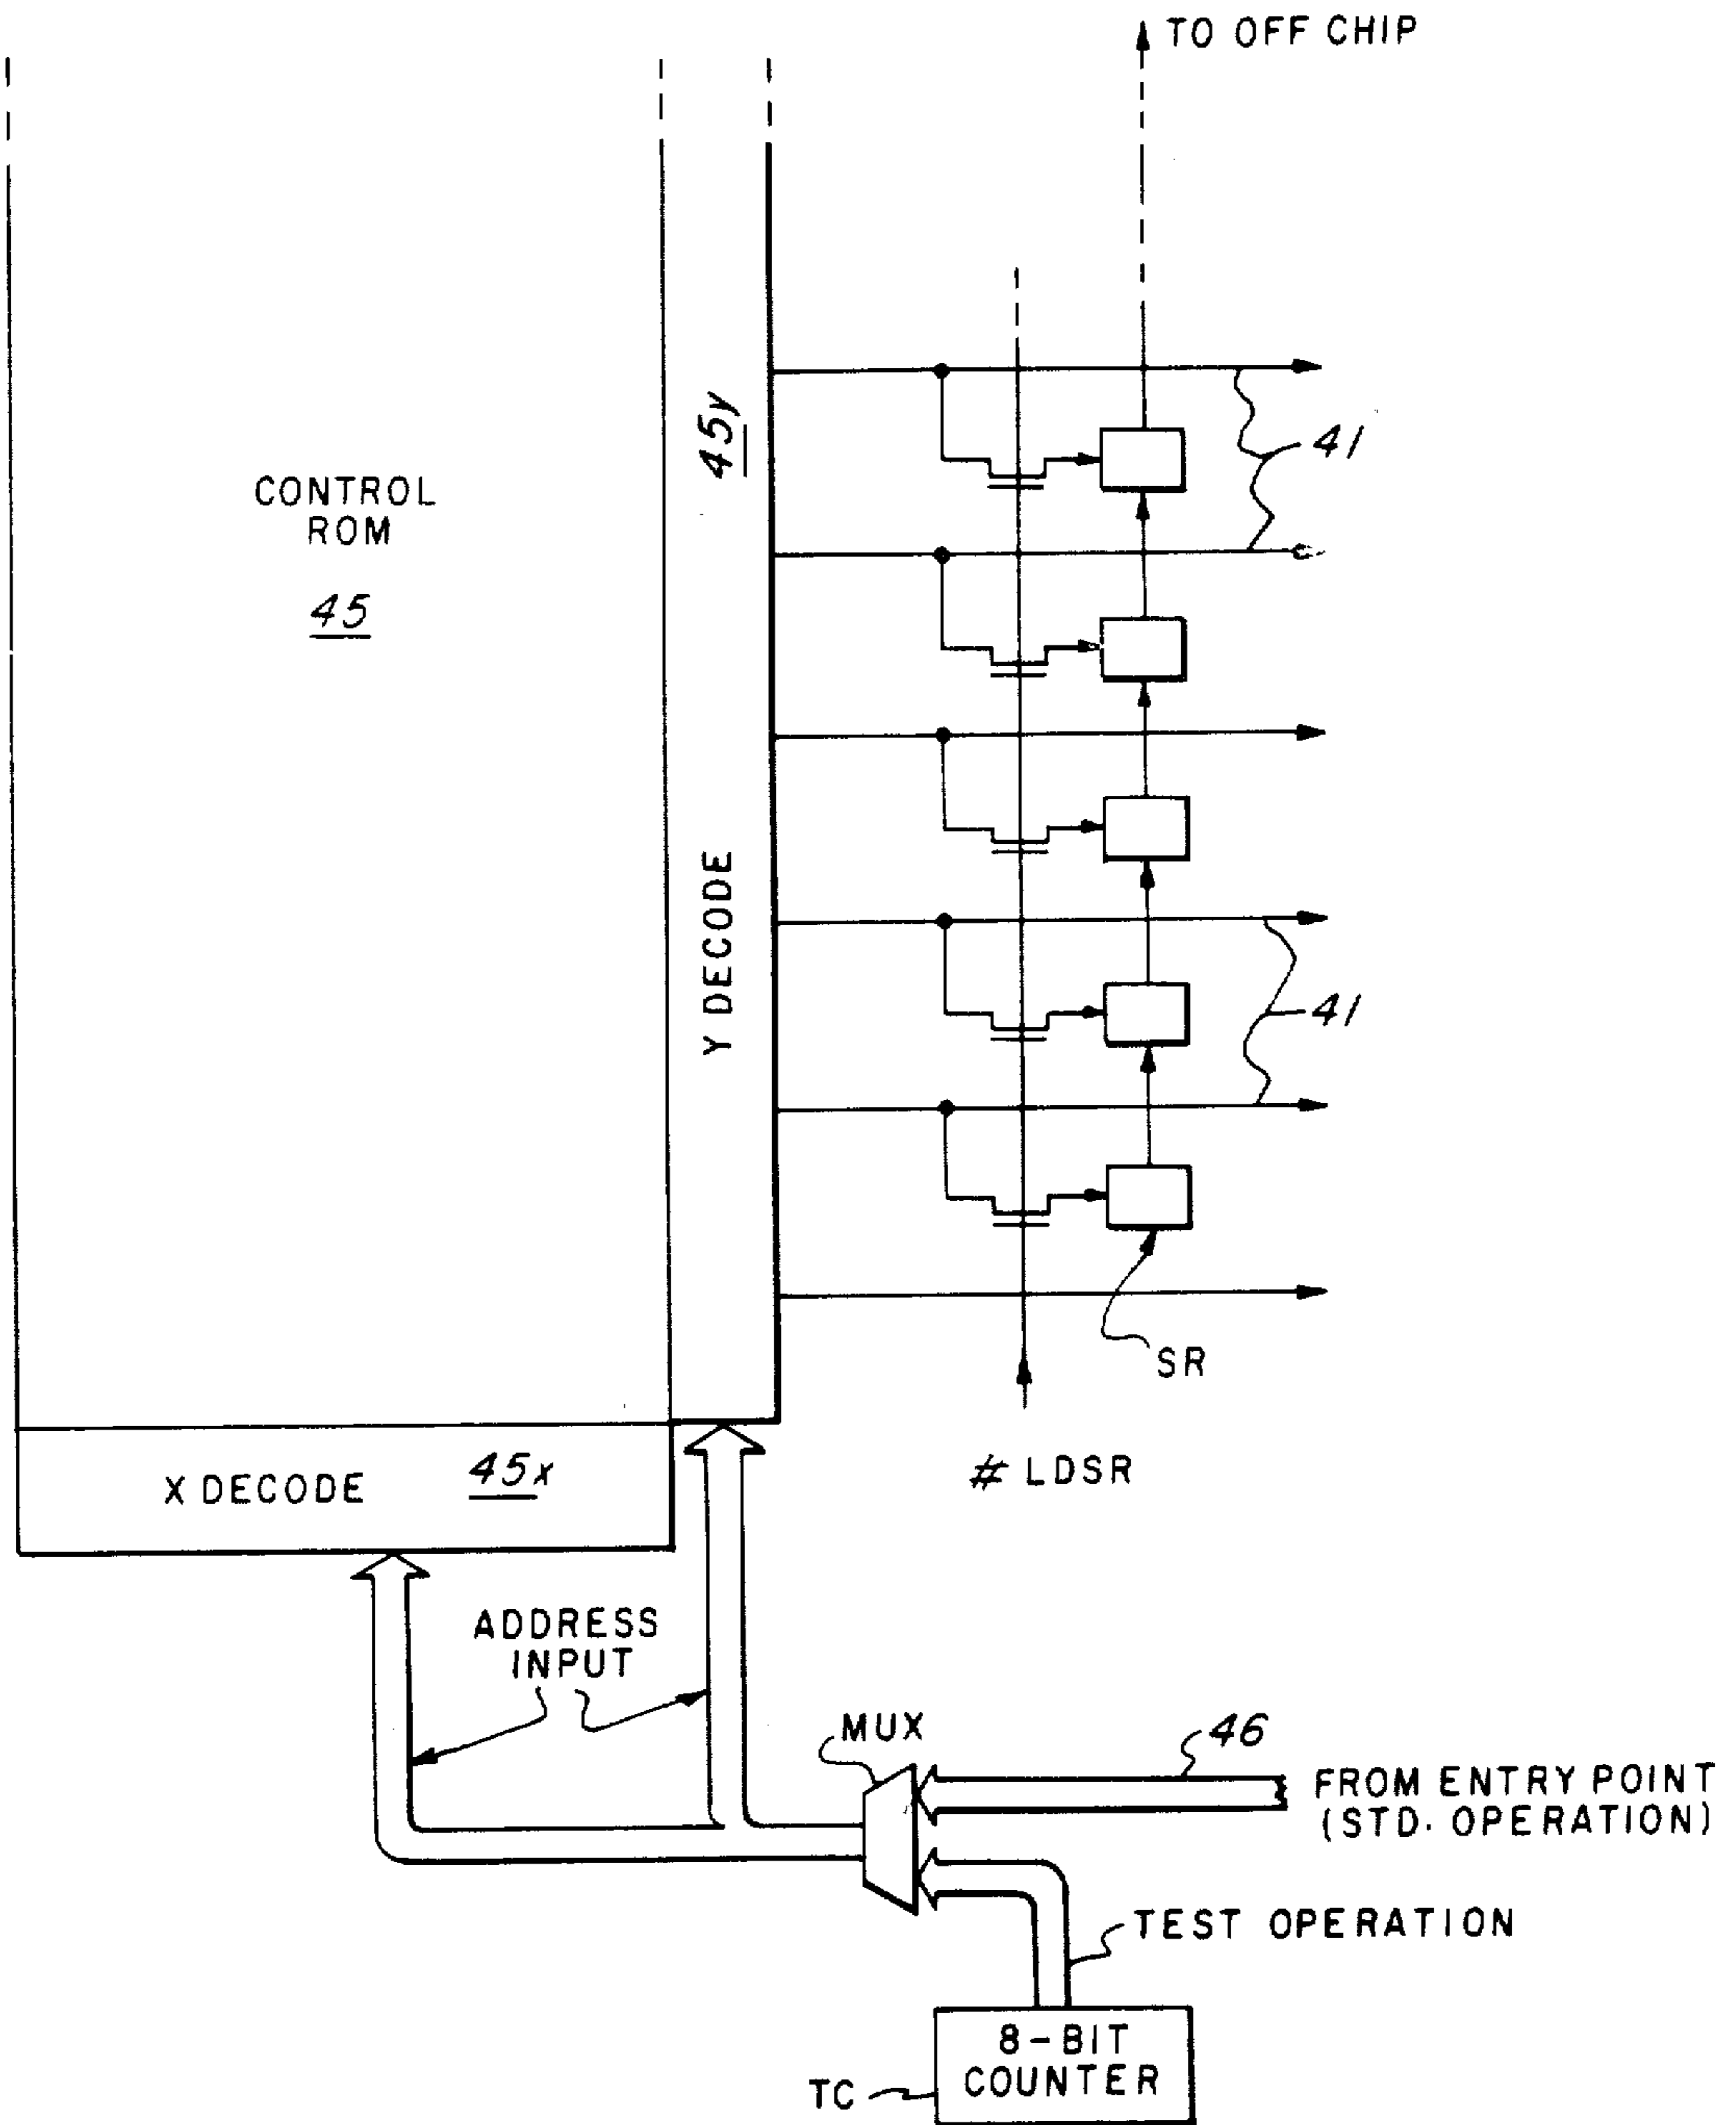 TO OFF CHIP
41
45y
CONTROL
ROM
45
Y DECODE
41
SR
# LDSR
X DECODE
45x
ADDRESS
INPUT
MUX
46
FROM ENTRY POINT
(STD. OPERATION)
TEST OPERATION
8-BIT
COUNTER
TC